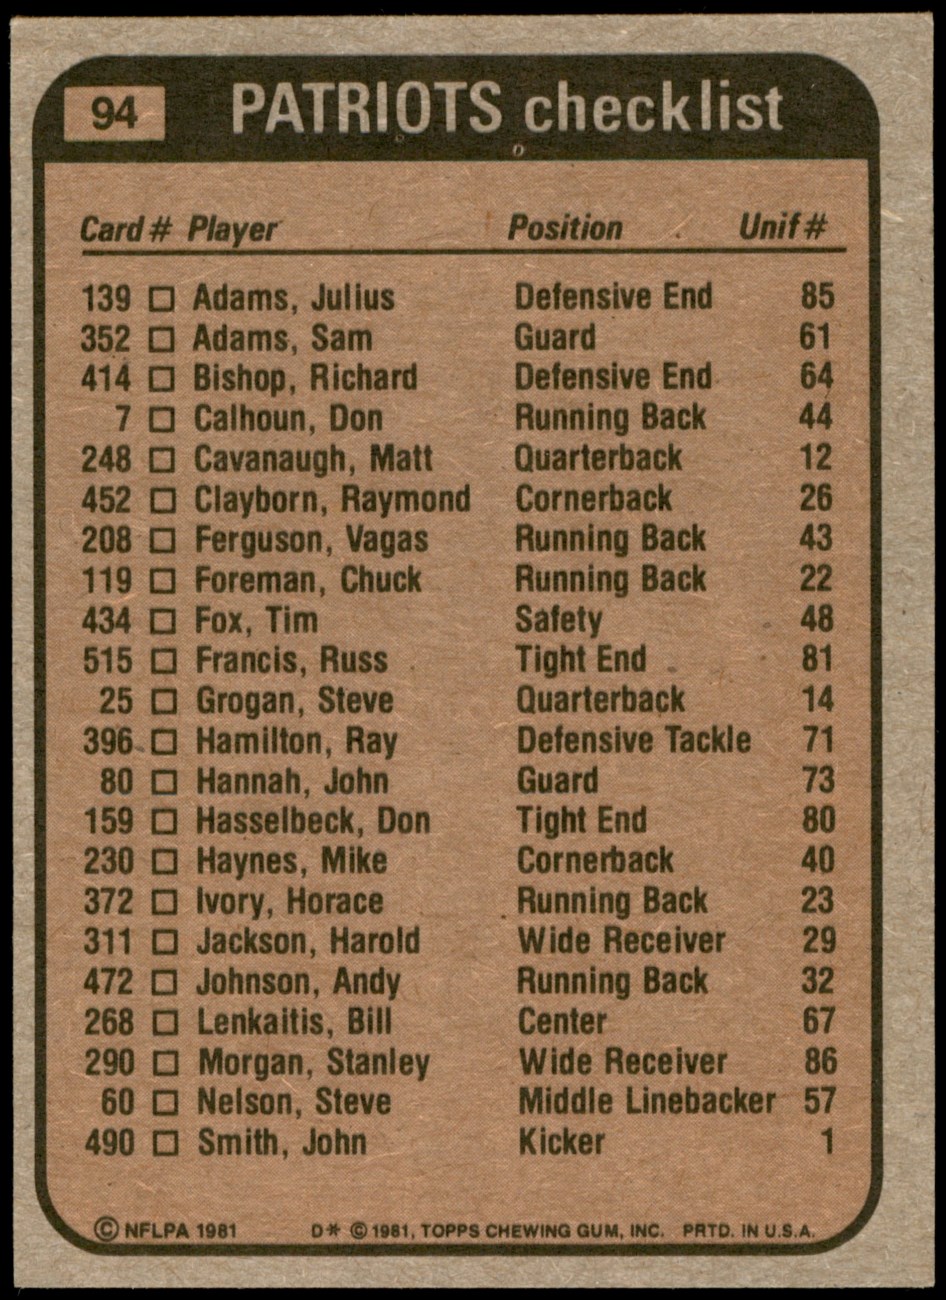 94 PATRIOTS checklist
Card # Player Position Unif #
139 □ Adams, Julius Defensive End 85
352 □ Adams, Sam Guard 61
414 □ Bishop, Richard Defensive End 64
7 □ Calhoun, Don Running Back 44
248 □ Cavanaugh, Matt Quarterback 12
452 □ Clayborn, Raymond Cornerback 26
208 □ Ferguson, Vagas Running Back 43
119 □ Foreman, Chuck Running Back 22
434 □ Fox, Tim Safety 48
515 □ Francis, Russ Tight End 81
25 □ Grogan, Steve Quarterback 14
396 □ Hamilton, Ray Defensive Tackle 71
80 □ Hannah, John Guard 73
159 □ Hasselbeck, Don Tight End 80
230 □ Haynes, Mike Cornerback 40
372 □ Ivory, Horace Running Back 23
311 □ Jackson, Harold Wide Receiver 29
472 □ Johnson, Andy Running Back 32
268 □ Lenkaitis, Bill Center 67
290 □ Morgan, Stanley Wide Receiver 86
60 □ Nelson, Steve Middle Linebacker 57
490 □ Smith, John Kicker 1
© NFLPA 1981 D* © 1981, TOPPS CHEWING GUM, INC. PRTD. IN U.S.A.